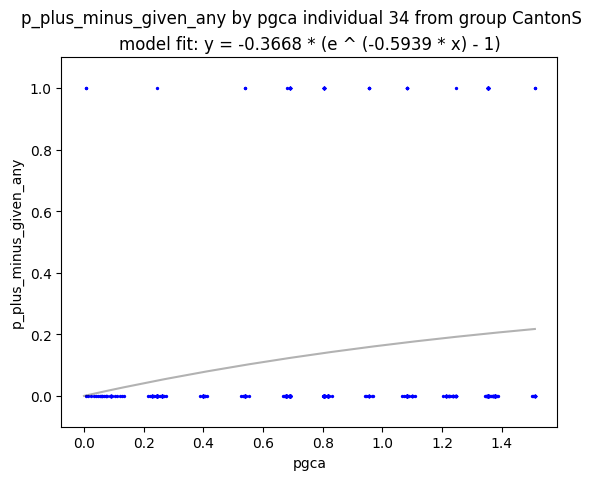 p_plus_minus_given_any by pgca individual 34 from group CantonS
model fit: y = -0.3668 * (e ^ (-0.5939 * x) - 1)
1.0
0.8
0.6
0.4
0.2
0.0
p_plus_minus_given_any
0.0 0.2 0.4 0.6 0.8 1.0 1.2 1.4
pgca